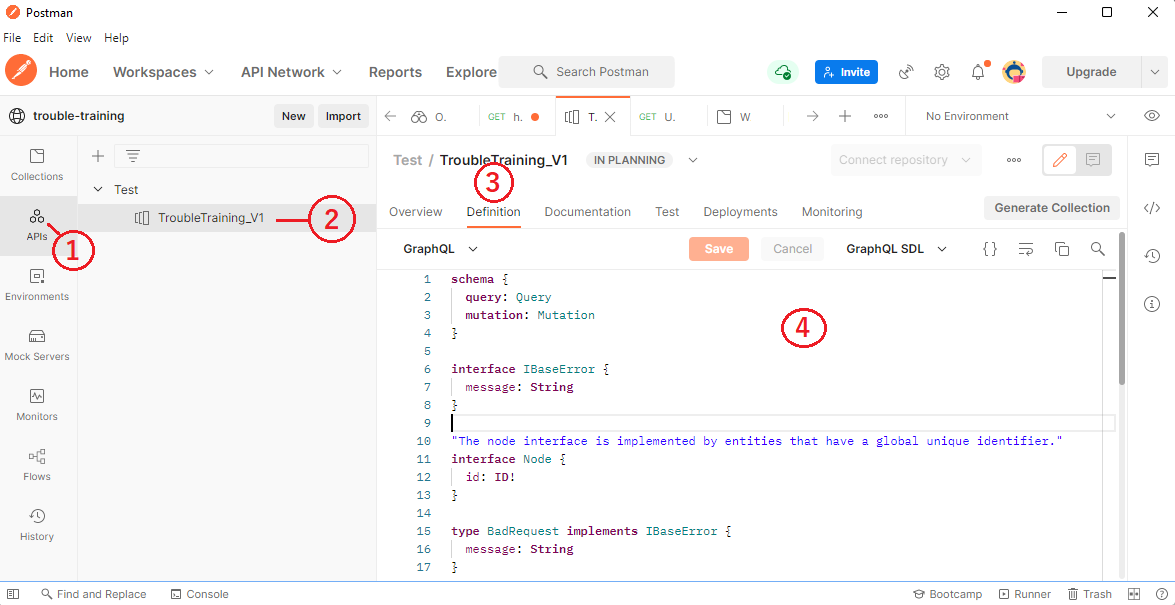 Postman
File Edit View Help
Home Workspaces API Network Reports Explore Search Postman Invite Upgrade
trouble-training New Import O. GET h. T. GET U. W No Environment
Collections
APIs
Environments
Mock Servers
Monitors
Flows
History
Test
TroubleTraining_V1
1
2
3
4
Test / TroubleTraining_V1 IN PLANNING Connect repository
Overview Definition Documentation Test Deployments Monitoring Generate Collection
GraphQL Save Cancel GraphQL SDL {}
1 schema {
2 query: Query
3 mutation: Mutation
4 }
5
6 interface IBaseError {
7 message: String
8 }
9
10 "The node interface is implemented by entities that have a global unique identifier."
11 interface Node {
12 id: ID!
13 }
14
15 type BadRequest implements IBaseError {
16 message: String
17 }
Find and Replace Console Bootcamp Runner Trash